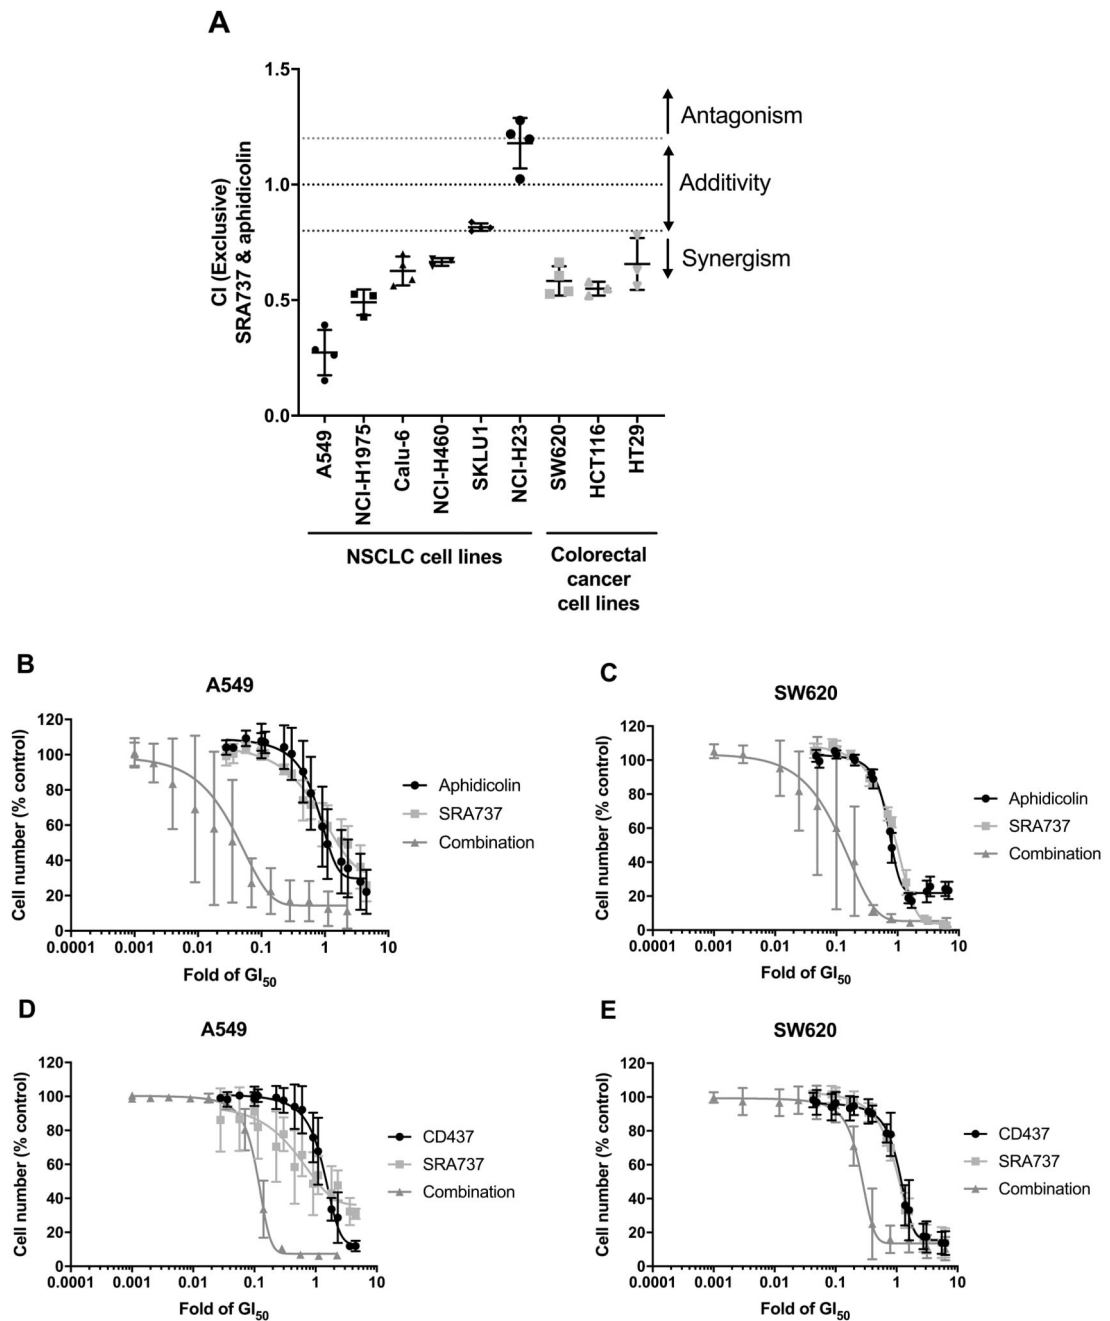 A
CI (Exclusive)
SRA737 & aphidicolin
1.5
1.0
0.5
0.0
Antagonism
Additivity
Synergism
A549
NCI-H1975
Calu-6
NCI-H460
SKLU1
NCI-H23
SW620
HCT116
HT29
NSCLC cell lines
Colorectal
cancer
cell lines
B
A549
Cell number (% control)
120
100
80
60
40
20
0
0.0001
0.001
0.01
0.1
1
10
Fold of GI50
Aphidicolin
SRA737
Combination
C
SW620
Cell number (% control)
120
100
80
60
40
20
0
0.0001
0.001
0.01
0.1
1
10
Fold of GI50
Aphidicolin
SRA737
Combination
D
A549
Cell number (% control)
120
100
80
60
40
20
0
0.0001
0.001
0.01
0.1
1
10
Fold of GI50
CD437
SRA737
Combination
E
SW620
Cell number (% control)
120
100
80
60
40
20
0
0.0001
0.001
0.01
0.1
1
10
Fold of GI50
CD437
SRA737
Combination